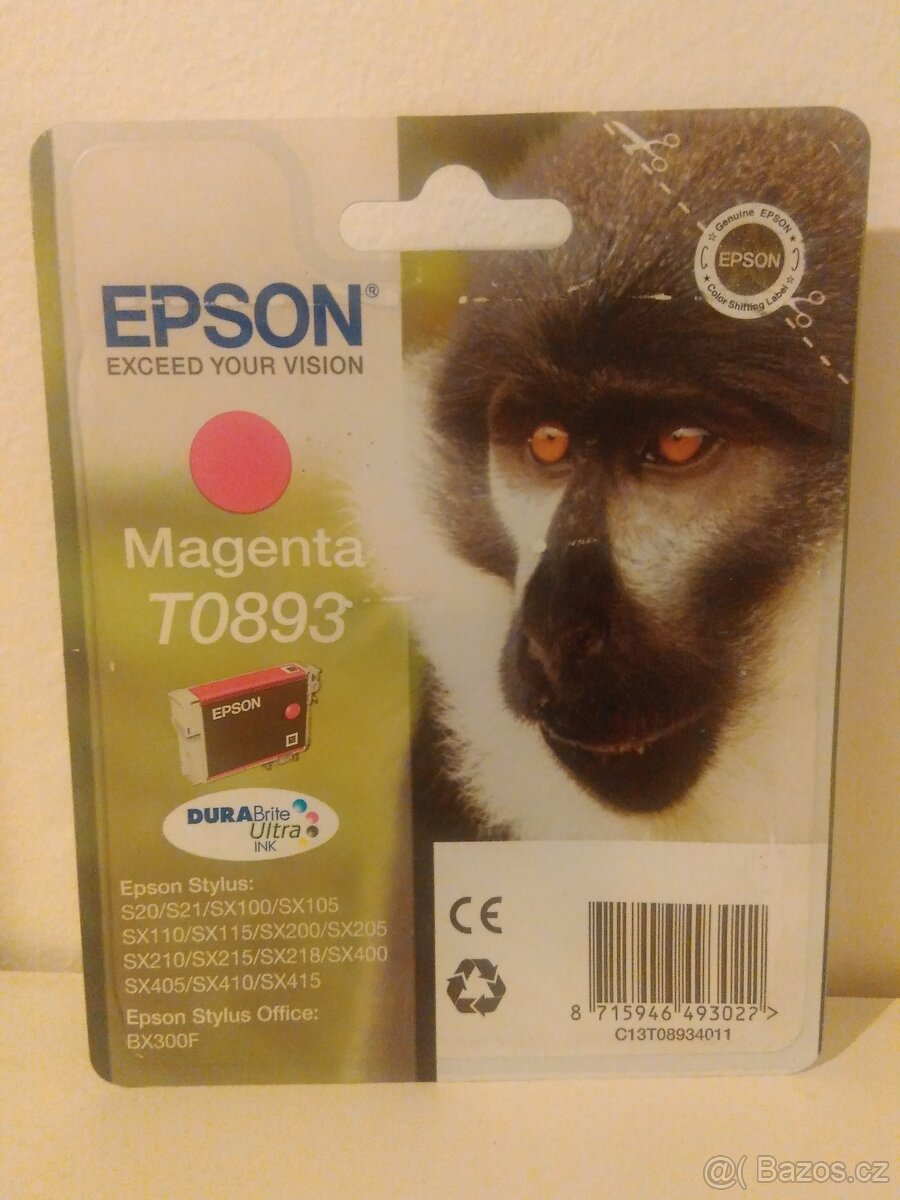 Genuine EPSON
EPSON
Color Shifting Label
EPSON®
EXCEED YOUR VISION
Magenta
T0893
EPSON
DURABrite
Ultra
INK
Epson Stylus:
S20/S21/SX100/SX105
SX110/SX115/SX200/SX205
SX210/SX215/SX218/SX400
SX405/SX410/SX415
Epson Stylus Office:
BX300F
CE
8 715946 493022 >
C13T08934011
@( Bazos.cz